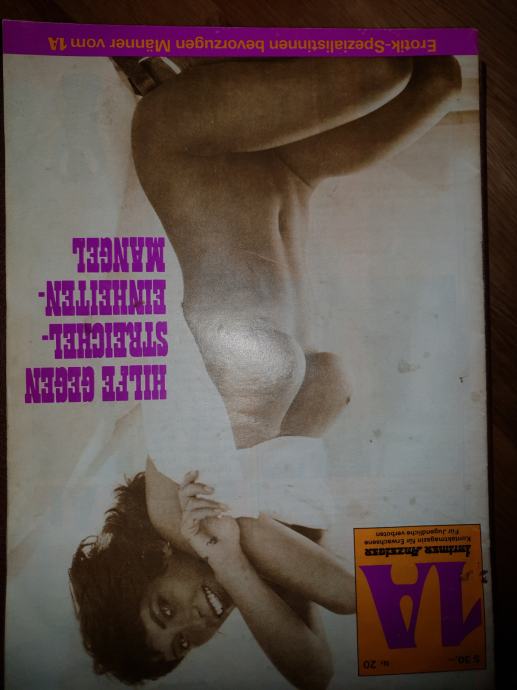 S 30,--
Nr. 20
1A
Intimer Anzeiger
Kontaktmagazin für Erwachsene
Für Jugendliche verboten
HILFE GEGEN
STREICHEL-
EINHEITEN-
MANGEL
Erotik-Spezialistinnen bevorzugen Männer vom 1A